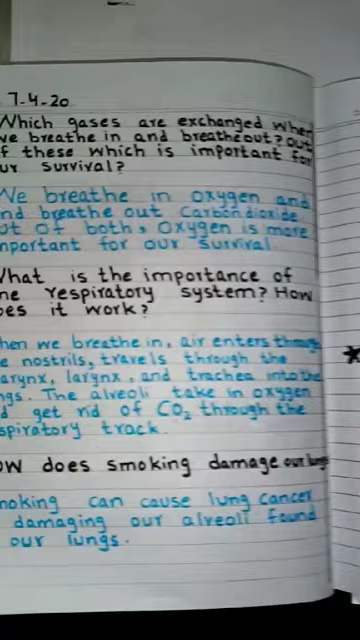 7-4-20
Which gases are exchanged when
we breathe in and breathe out? out
of these which is important for
our survival?
We breathe in oxygen and
and breathe out Carbondioxide
out of both, Oxygen is more
important for our survival.
What is the importance of
the respiratory system? How
does it work?
When we breathe in, air enters through
the nostrils, travels through the
pharynx, larynx, and trachea into the
lungs. The alveoli take in oxygen
and get rid of CO₂ through the
respiratory track.
How does smoking damage our lungs
Smoking can cause lung cancer
damaging our alveoli found
our lungs.